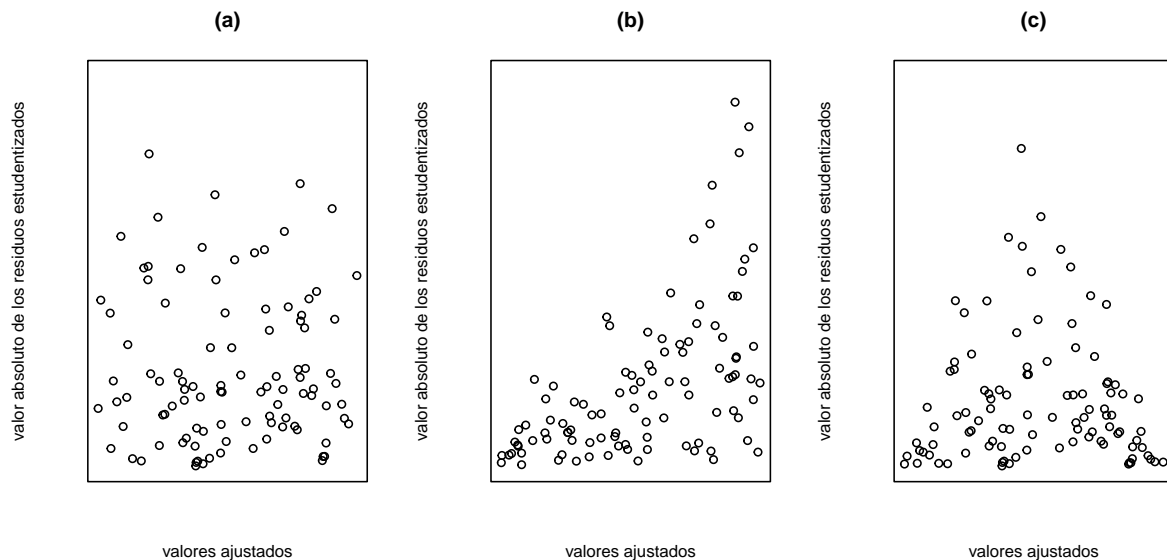 (a)
valor absoluto de los residuos estudentizados
valores ajustados
(b)
valor absoluto de los residuos estudentizados
valores ajustados
(c)
valor absoluto de los residuos estudentizados
valores ajustados